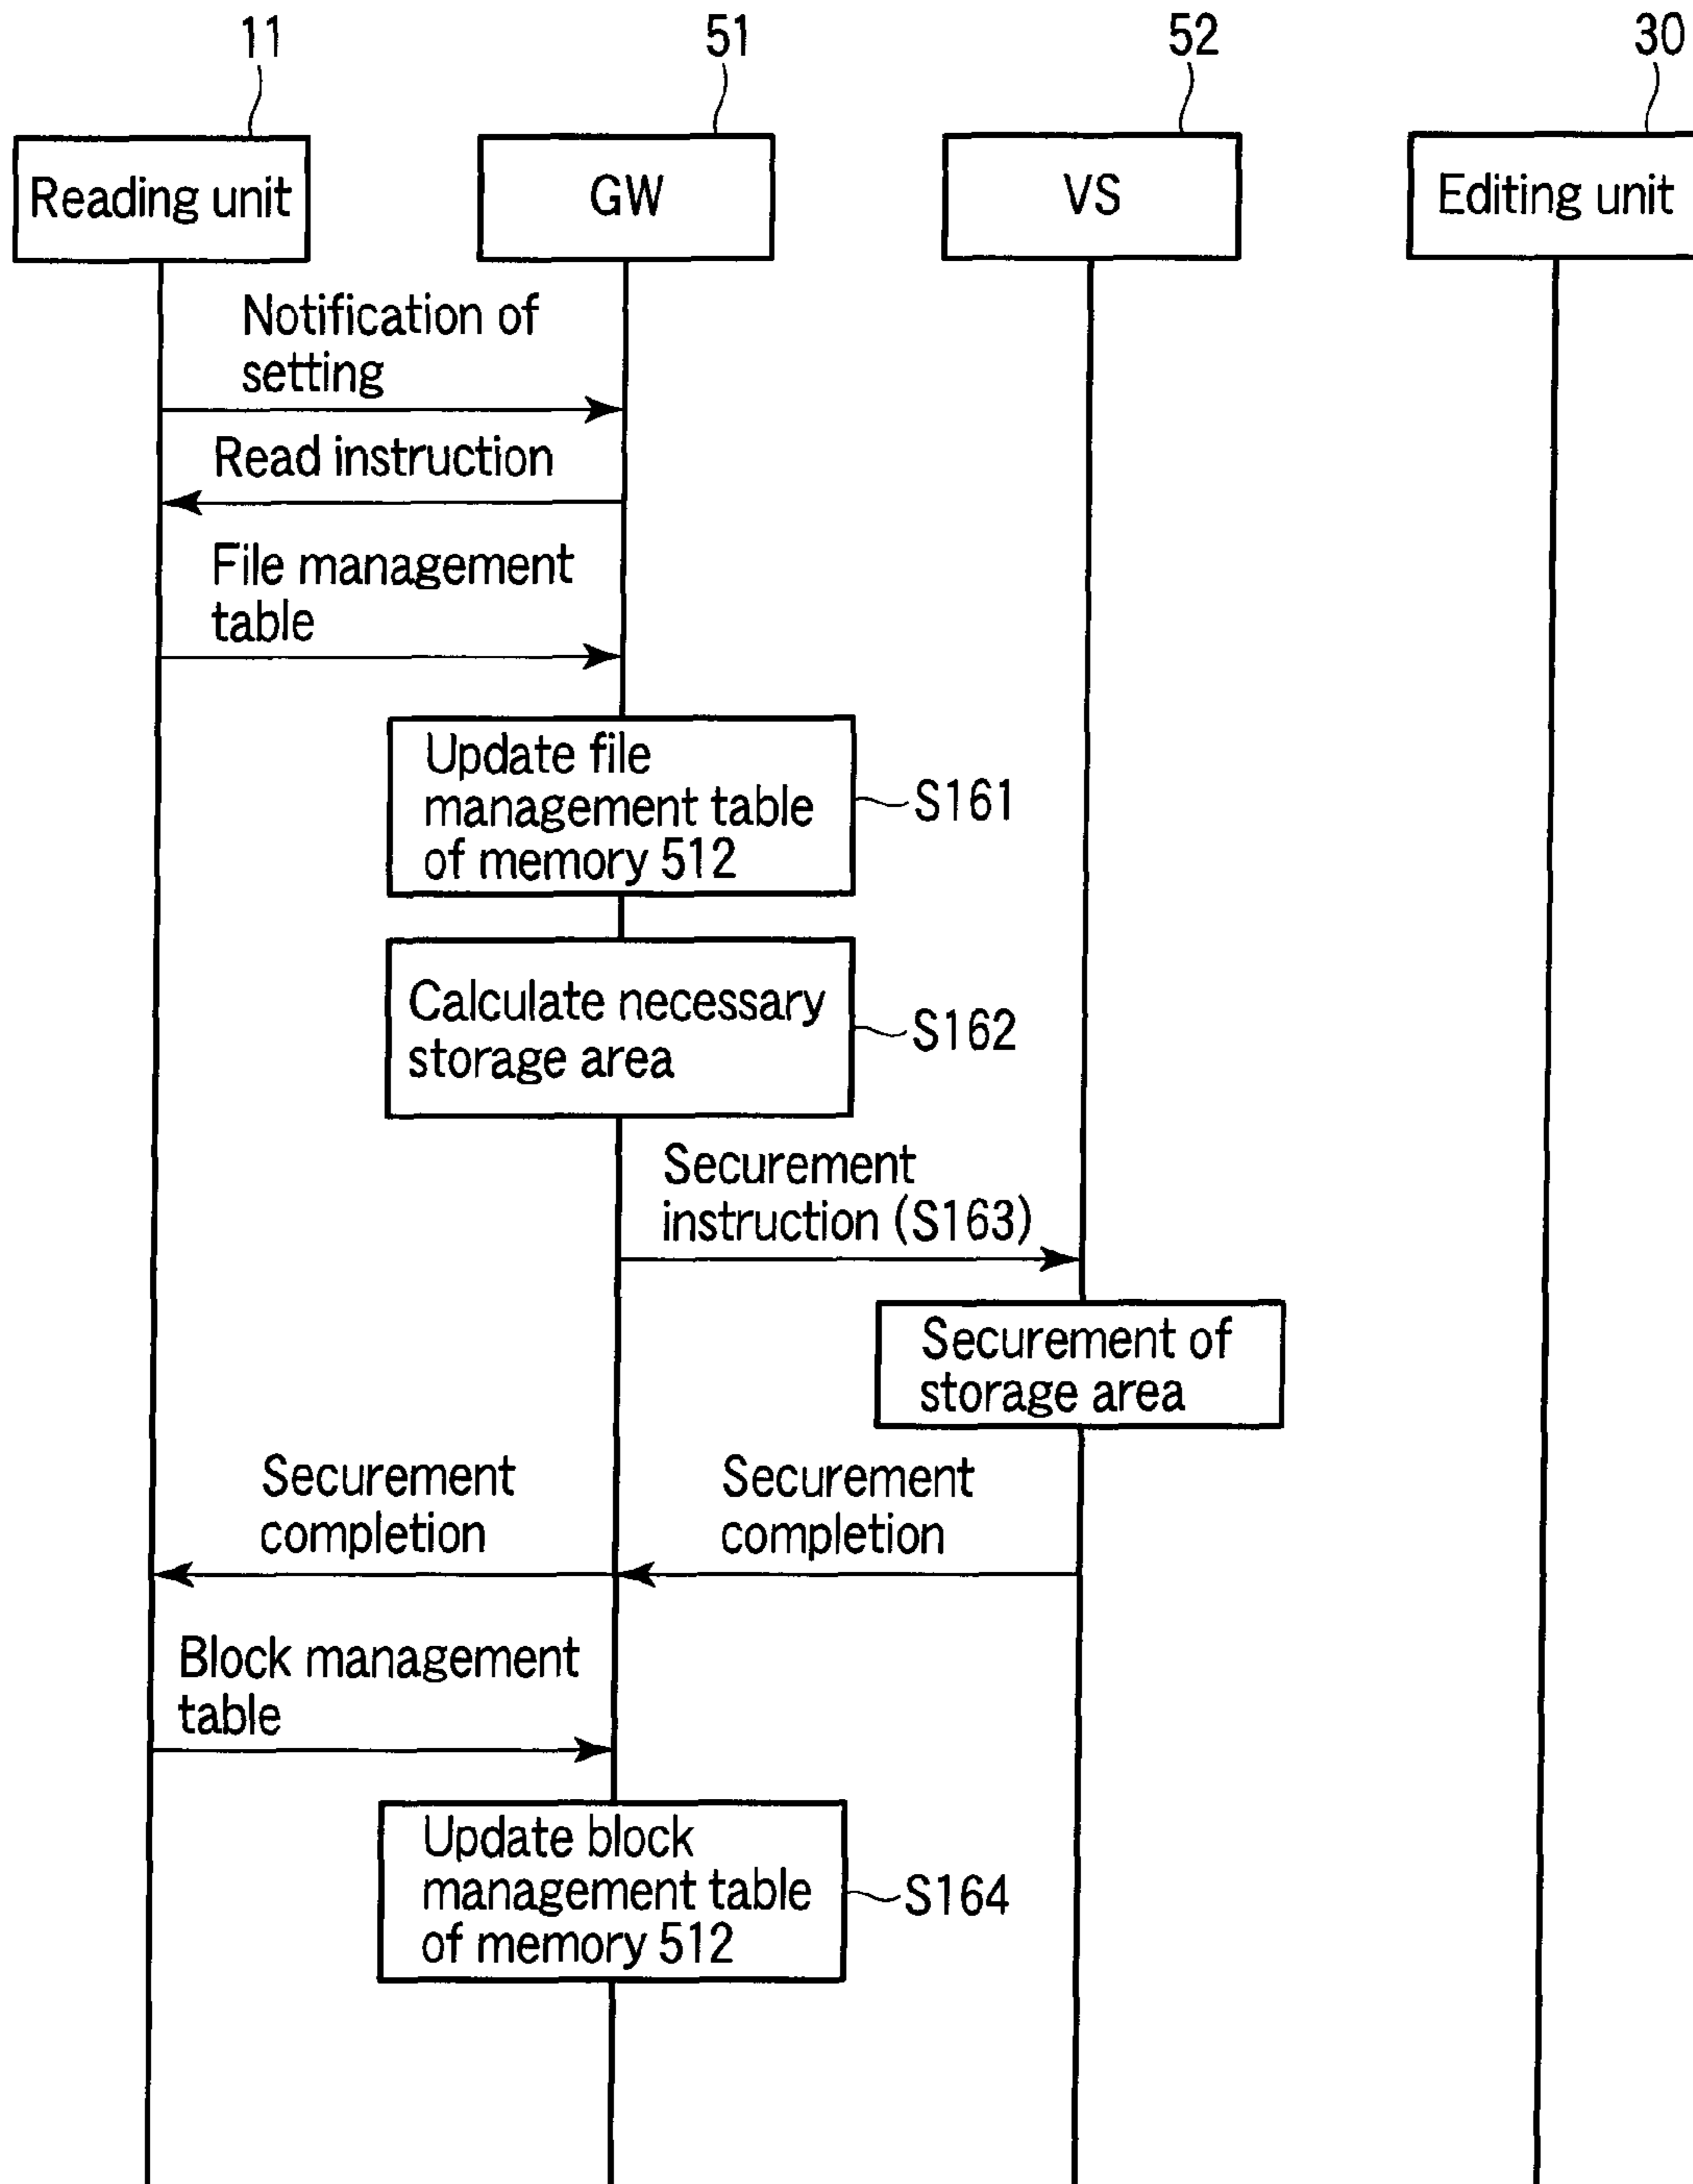 11
51
52
30
Reading unit
GW
VS
Editing unit
Notification of
setting
Read instruction
File management
table
Update file
management table
of memory 512
S161
Calculate necessary
storage area
S162
Securement
instruction (S163)
Securement of
storage area
Securement
completion
Securement
completion
Block management
table
Update block
management table
of memory 512
S164